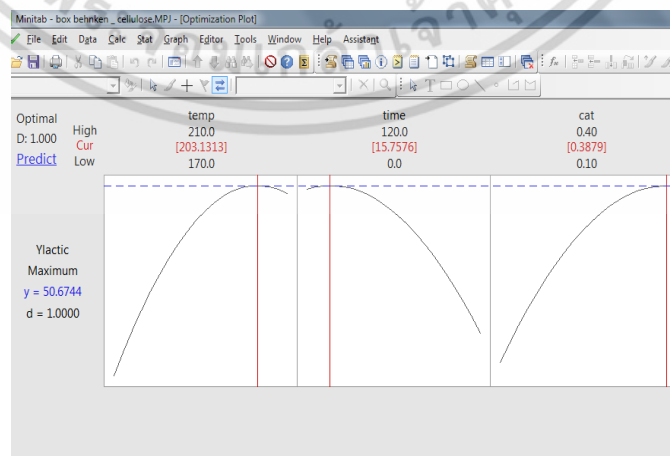 Minitab - box behnken _ cellulose.MPJ - [Optimization Plot]
File Edit Data Calc Stat Graph Editor Tools Window Help Assistant
Optimal
D: 1.000
Predict
High
Cur
Low
temp
210.0
[203.1313]
170.0
time
120.0
[15.7576]
0.0
cat
0.40
[0.3879]
0.10
Ylactic
Maximum
y = 50.6744
d = 1.0000